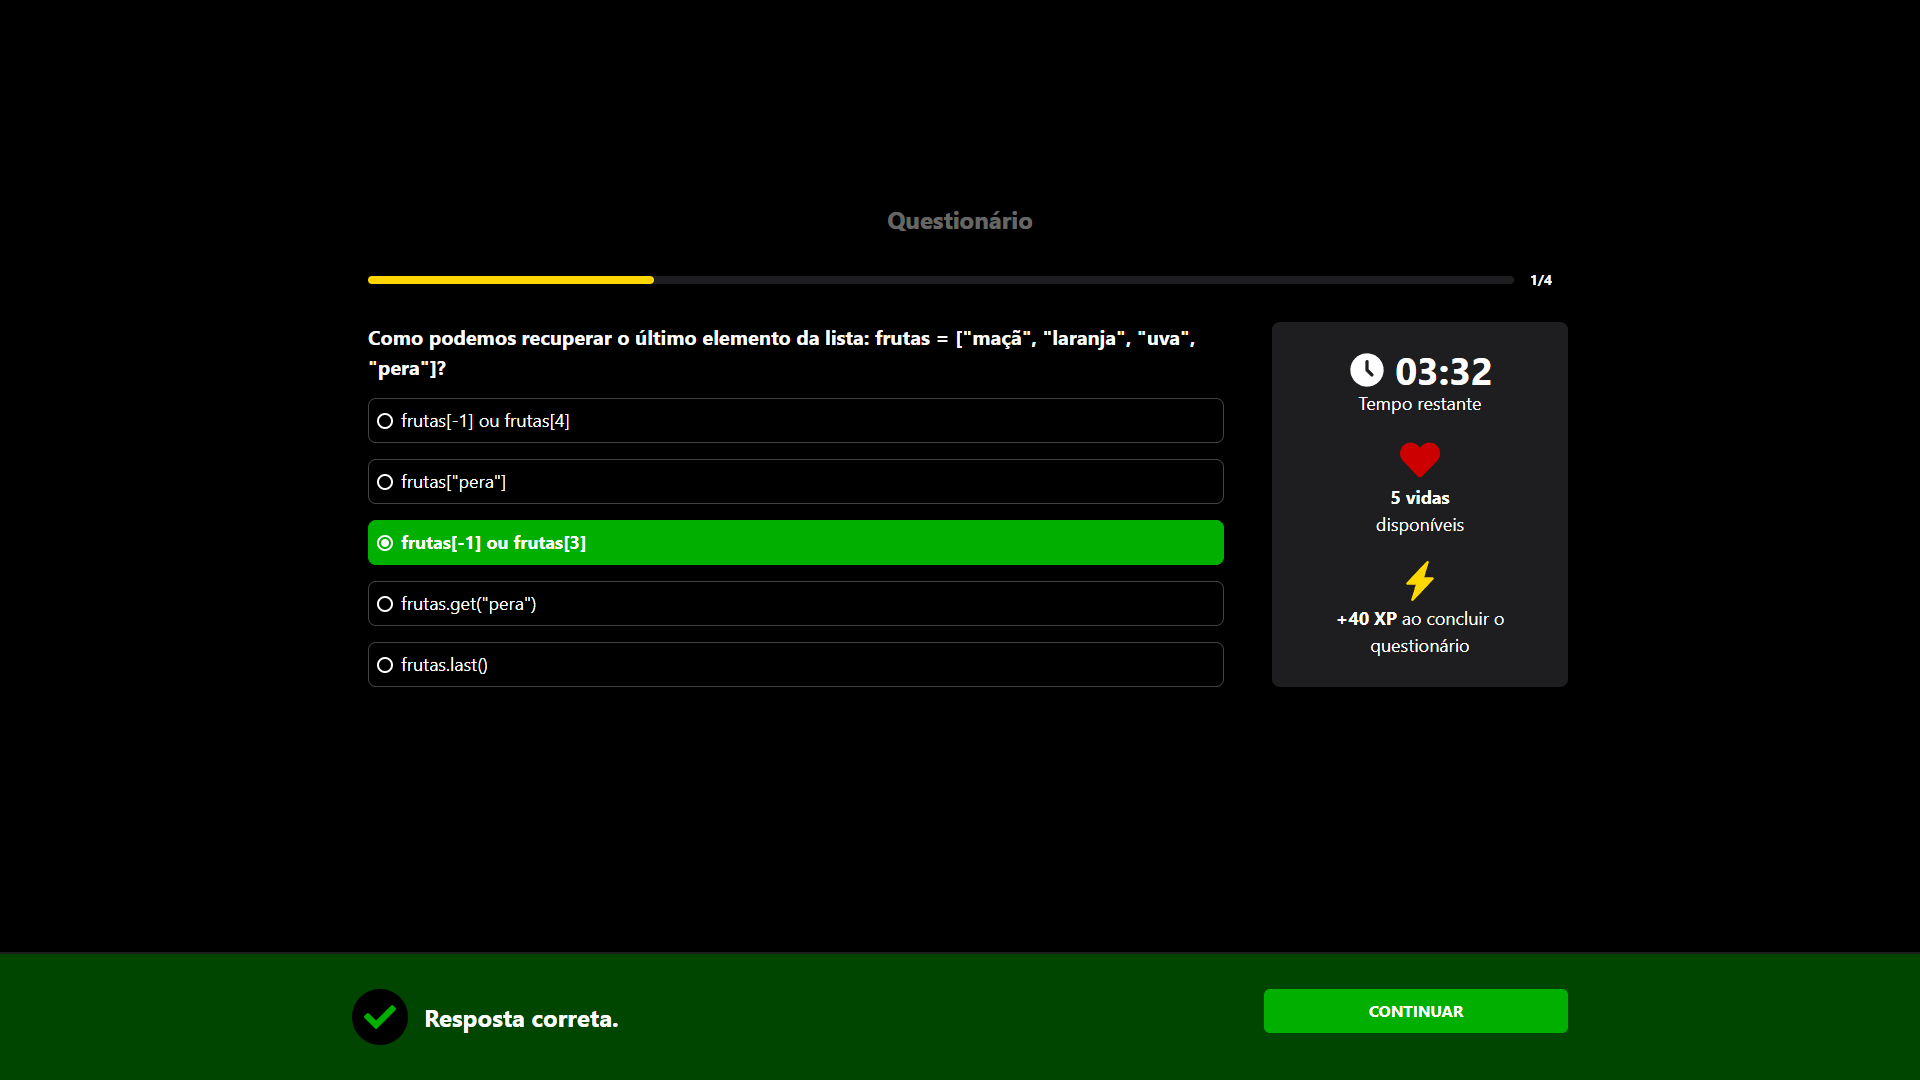 Questionário
1/4
Como podemos recuperar o último elemento da lista: frutas = ["maçã", "laranja", "uva",
"pera"]?
frutas[-1] ou frutas[4]
frutas["pera"]
frutas[-1] ou frutas[3]
frutas.get("pera")
frutas.last()
03:32
Tempo restante
5 vidas
disponíveis
+40 XP ao concluir o
questionário
Resposta correta.
CONTINUAR